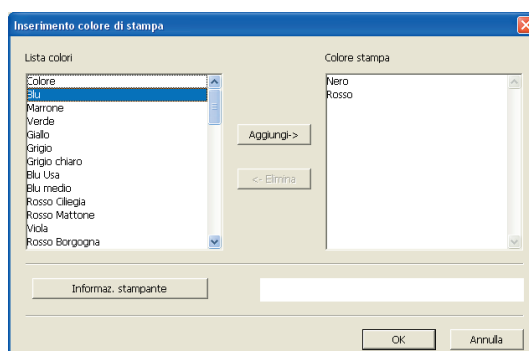 Inserimento colore di stampa
Lista colori
Colore stampa
Colore
Blu
Marrone
Verde
Giallo
Grigio
Grigio chiaro
Blu Usa
Blu medio
Rosso Ciliegia
Rosso Mattone
Viola
Rosso Borgogna
Aggiungi->
<- Elimina
Nero
Rosso
Informaz. stampante
OK
Annulla